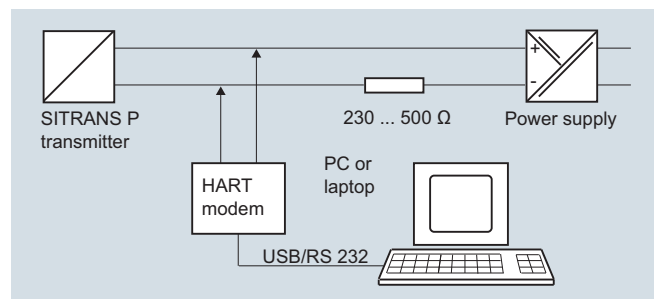 +
-
SITRANS P
transmitter
230 ... 500 Ω
Power supply
HART
modem
PC or
laptop
USB/RS 232